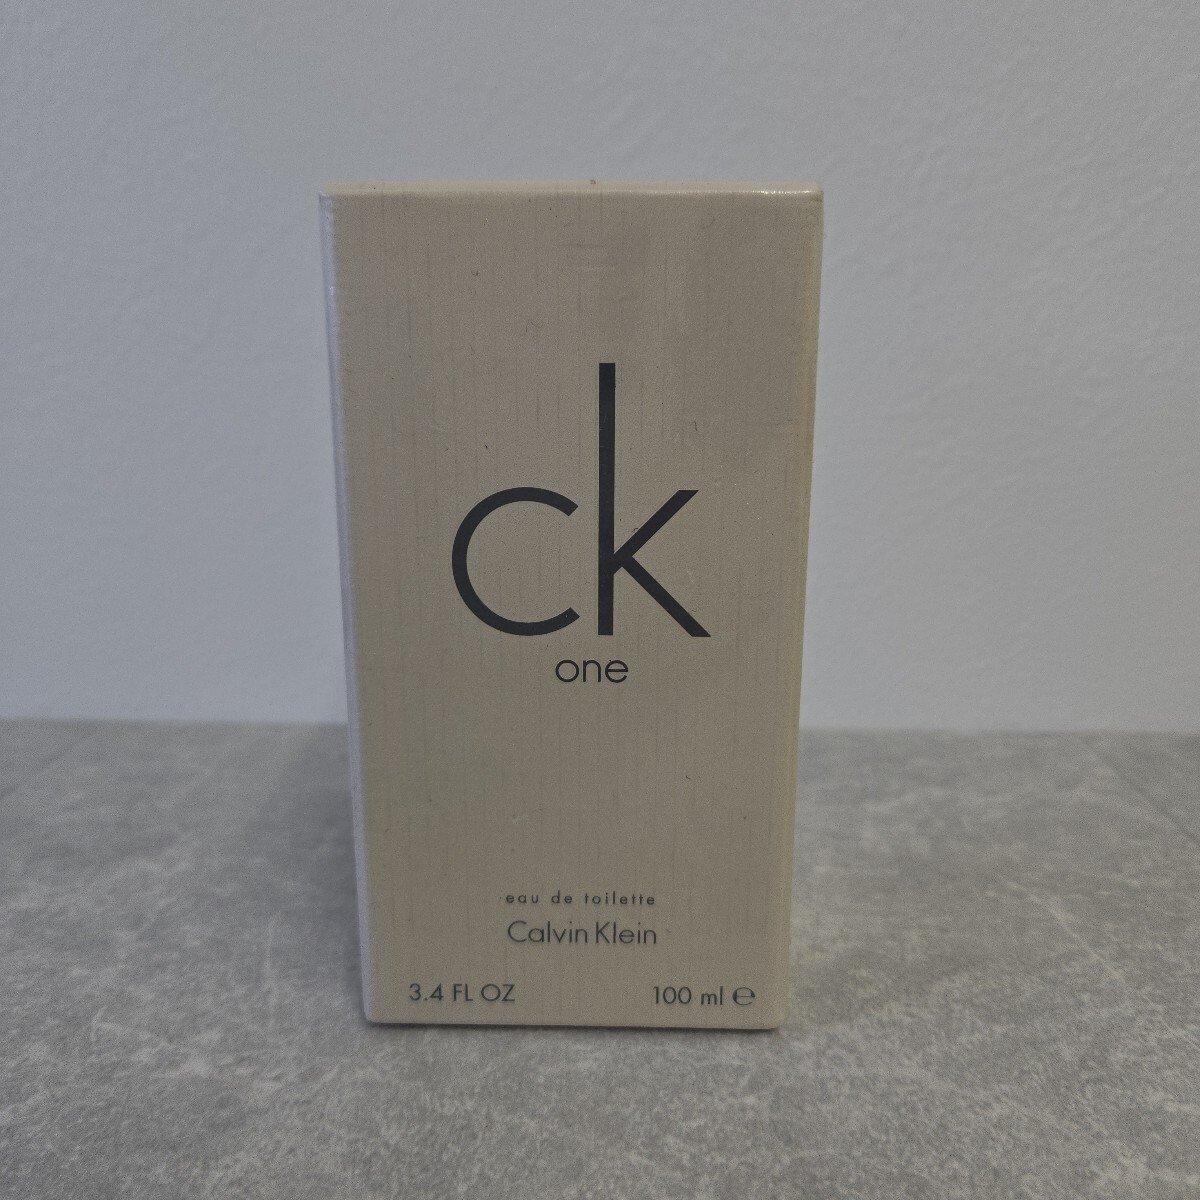 ck
one
eau de toilette
Calvin Klein
3.4 FL OZ 100 ml ℮